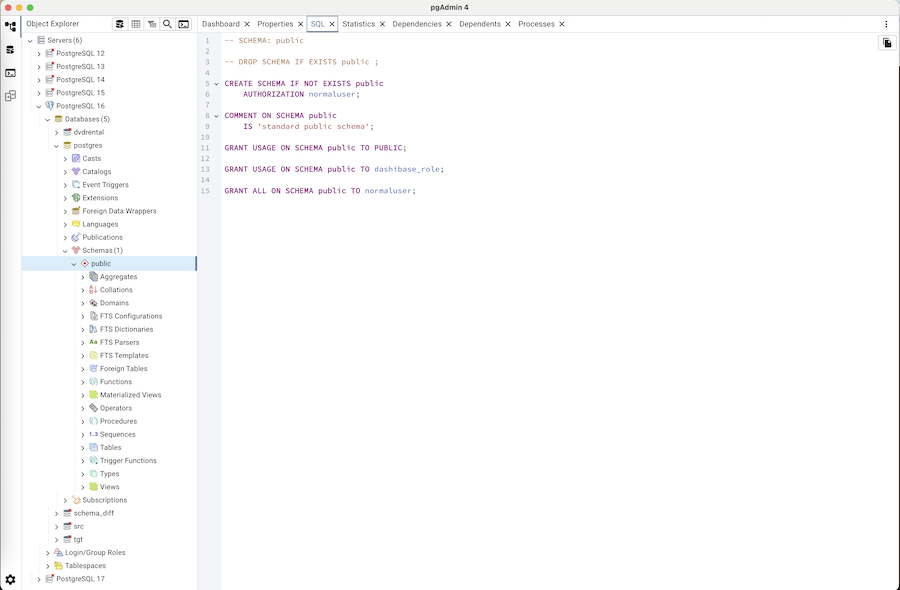 pgAdmin 4
Object Explorer
Dashboard Properties SQL Statistics Dependencies Dependents Processes
Servers (6)
PostgreSQL 12
PostgreSQL 13
PostgreSQL 14
PostgreSQL 15
PostgreSQL 16
Databases (5)
dvdrental
postgres
Casts
Catalogs
Event Triggers
Extensions
Foreign Data Wrappers
Languages
Publications
Schemas (1)
public
Aggregates
Collations
Domains
FTS Configurations
FTS Dictionaries
Aa FTS Parsers
FTS Templates
Foreign Tables
Functions
Materialized Views
Operators
Procedures
1..3 Sequences
Tables
Trigger Functions
Types
Views
Subscriptions
schema_diff
src
tgt
Login/Group Roles
Tablespaces
PostgreSQL 17
1 -- SCHEMA: public
2
3 -- DROP SCHEMA IF EXISTS public ;
4
5 CREATE SCHEMA IF NOT EXISTS public
6 AUTHORIZATION normaluser;
7
8 COMMENT ON SCHEMA public
9 IS 'standard public schema';
10
11 GRANT USAGE ON SCHEMA public TO PUBLIC;
12
13 GRANT USAGE ON SCHEMA public TO dashibase_role;
14
15 GRANT ALL ON SCHEMA public TO normaluser;